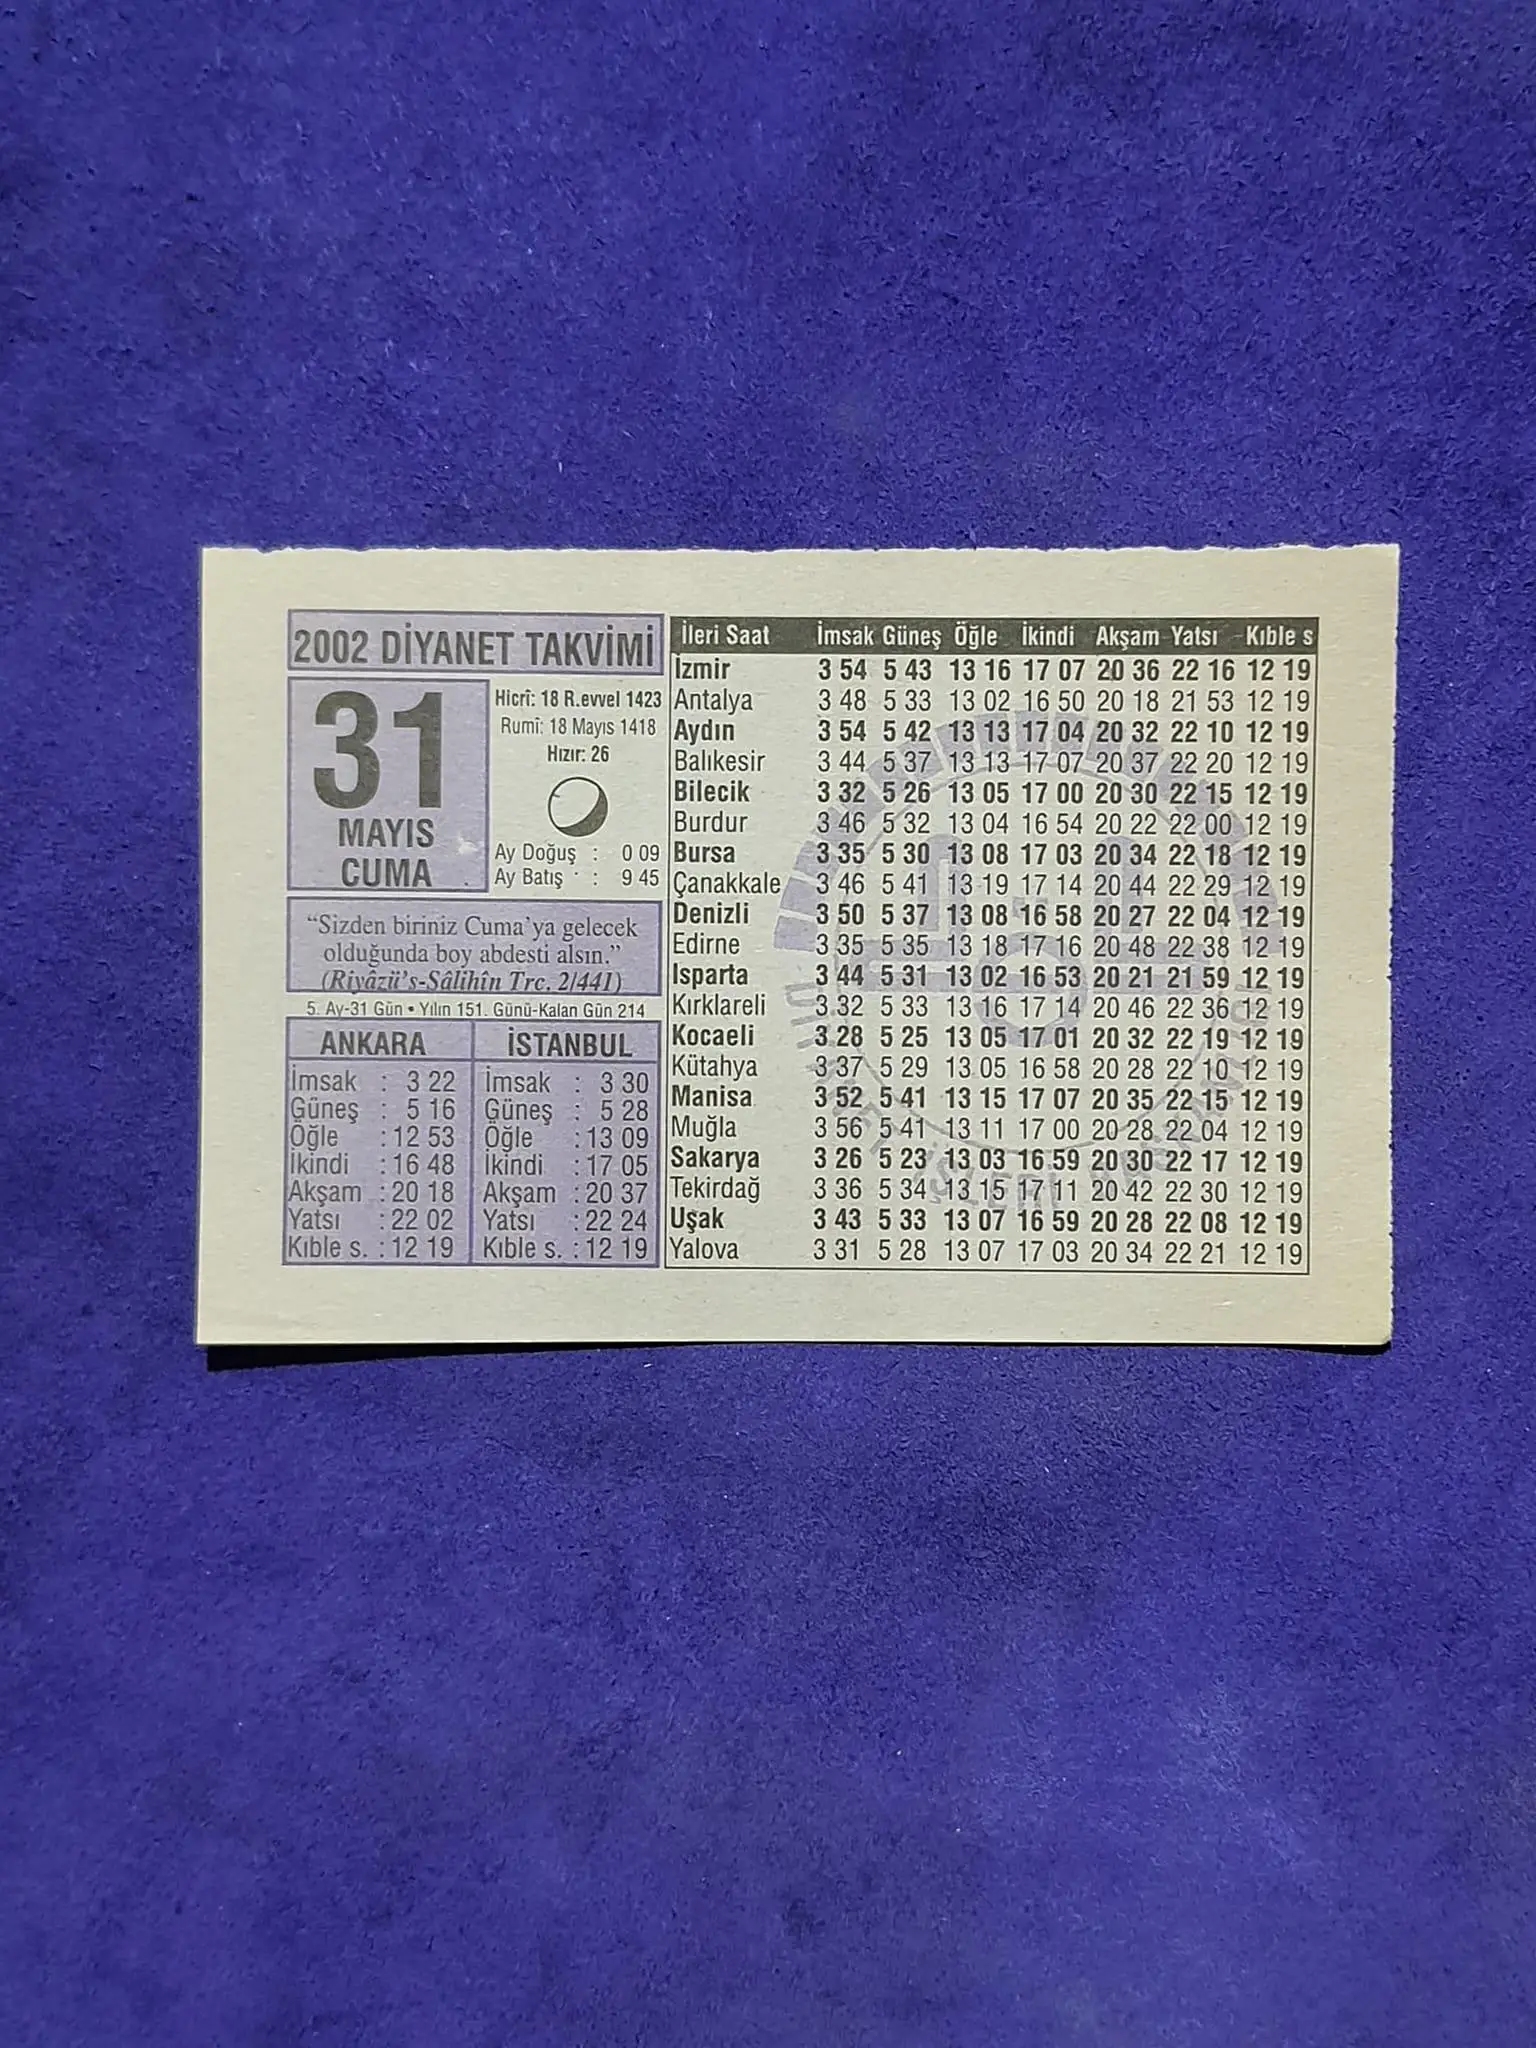 2002 DİYANET TAKVİMİ
31
MAYIS
CUMA
Hicrî: 18 R.evvel 1423
Rumî: 18 Mayıs 1418
Hızır: 26
Ay Doğuş : 0 09
Ay Batış : 9 45
“Sizden biriniz Cuma'ya gelecek
olduğunda boy abdesti alsın.”
(Riyâzü's-Sâlihîn Trc. 2/441)
5. Ay-31 Gün • Yılın 151. Günü-Kalan Gün 214
ANKARA
İmsak : 3 22
Güneş : 5 16
Öğle : 12 53
İkindi : 16 48
Akşam : 20 18
Yatsı : 22 02
Kıble s. : 12 19
İSTANBUL
İmsak : 3 30
Güneş : 5 28
Öğle : 13 09
İkindi : 17 05
Akşam : 20 37
Yatsı : 22 24
Kıble s. : 12 19
İleri Saat İmsak Güneş Öğle İkindi Akşam Yatsı Kıble s
İzmir 3 54 5 43 13 16 17 07 20 36 22 16 12 19
Antalya 3 48 5 33 13 02 16 50 20 18 21 53 12 19
Aydın 3 54 5 42 13 13 17 04 20 32 22 10 12 19
Balıkesir 3 44 5 37 13 13 17 07 20 37 22 20 12 19
Bilecik 3 32 5 26 13 05 17 00 20 30 22 15 12 19
Burdur 3 46 5 32 13 04 16 54 20 22 22 00 12 19
Bursa 3 35 5 30 13 08 17 03 20 34 22 18 12 19
Çanakkale 3 46 5 41 13 19 17 14 20 44 22 29 12 19
Denizli 3 50 5 37 13 08 16 58 20 27 22 04 12 19
Edirne 3 35 5 35 13 18 17 16 20 48 22 38 12 19
Isparta 3 44 5 31 13 02 16 53 20 21 21 59 12 19
Kırklareli 3 32 5 33 13 16 17 14 20 46 22 36 12 19
Kocaeli 3 28 5 25 13 05 17 01 20 32 22 19 12 19
Kütahya 3 37 5 29 13 05 16 58 20 28 22 10 12 19
Manisa 3 52 5 41 13 15 17 07 20 35 22 15 12 19
Muğla 3 56 5 41 13 11 17 00 20 28 22 04 12 19
Sakarya 3 26 5 23 13 03 16 59 20 30 22 17 12 19
Tekirdağ 3 36 5 34 13 15 17 11 20 42 22 30 12 19
Uşak 3 43 5 33 13 07 16 59 20 28 22 08 12 19
Yalova 3 31 5 28 13 07 17 03 20 34 22 21 12 19